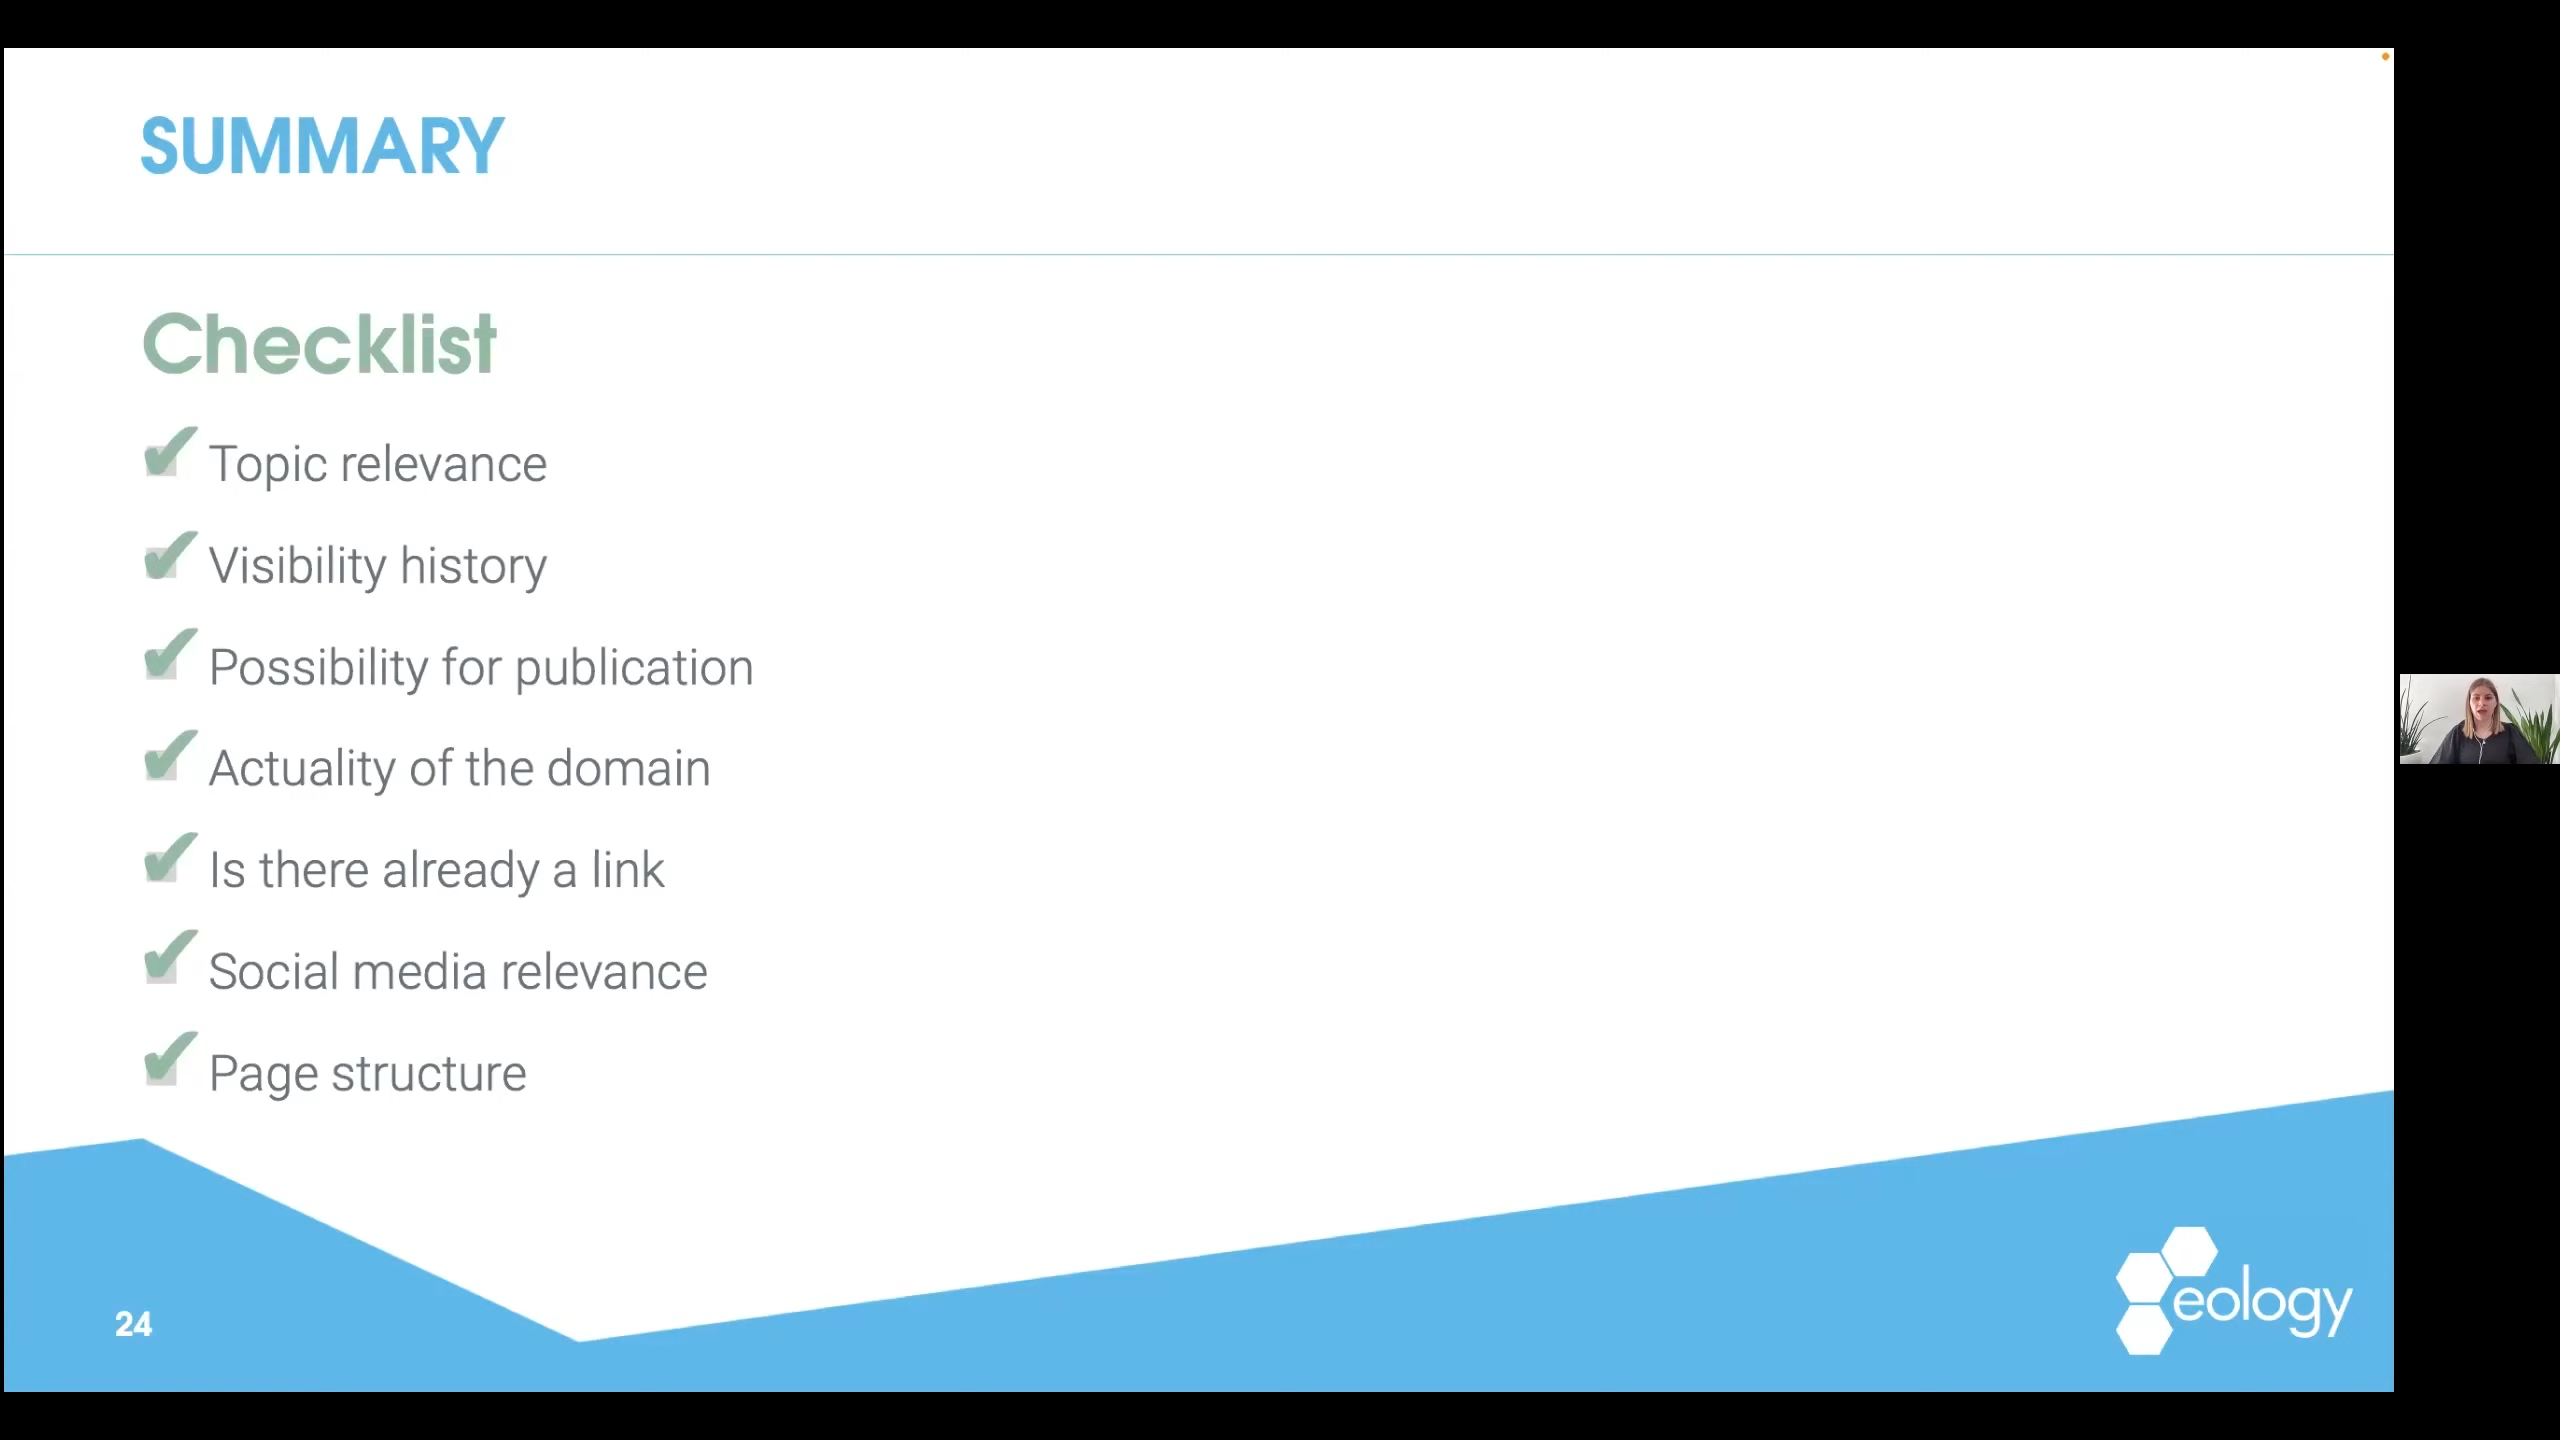 SUMMARY
Checklist
Topic relevance
Visibility history
Possibility for publication
Actuality of the domain
Is there already a link
Social media relevance
Page structure
24
eology